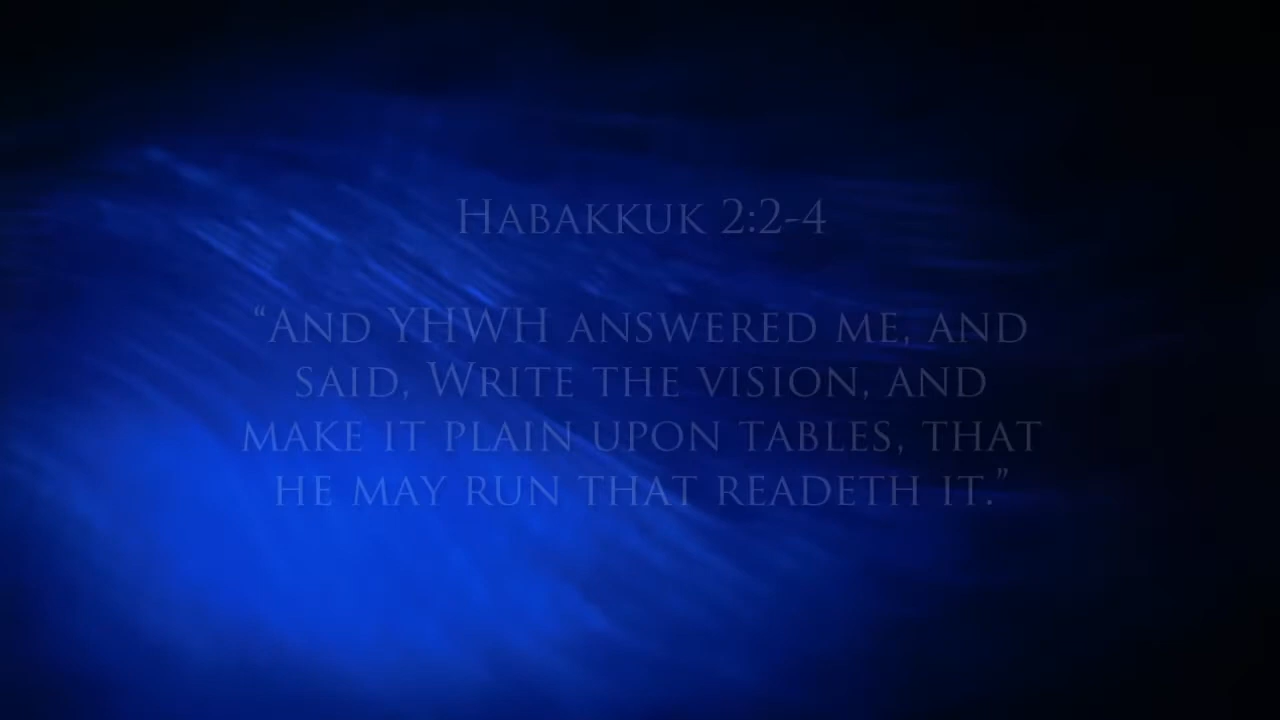 Habakkuk 2:2-4
“And YHWH answered me, and
said, Write the vision, and
make it plain upon tables, that
he may run that readeth it.”